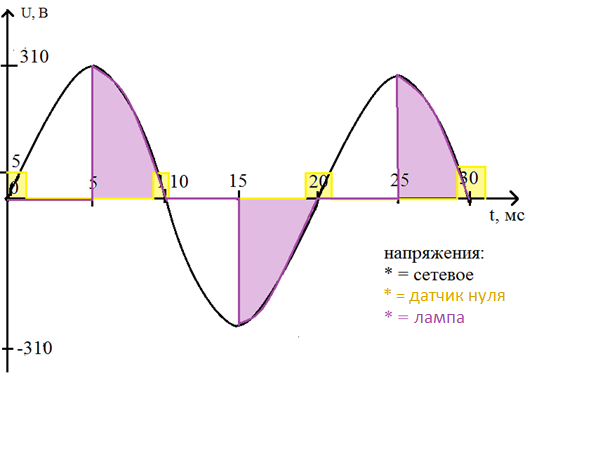 U, В
310
5
0
5
10
15
20
25
30
t, мс
напряжения:
* = сетевое
* = датчик нуля
* = лампа
-310